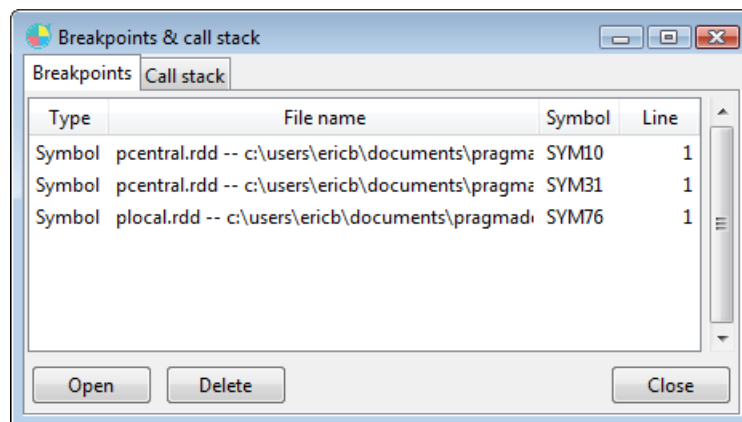 Breakpoints & call stack
Breakpoints Call stack
Type File name Symbol Line
Symbol pcentral.rdd -- c:\users\ericb\documents\pragma SYM10 1
Symbol pcentral.rdd -- c:\users\ericb\documents\pragma SYM31 1
Symbol plocal.rdd -- c:\users\ericb\documents\pragmad SYM76 1
Open Delete Close